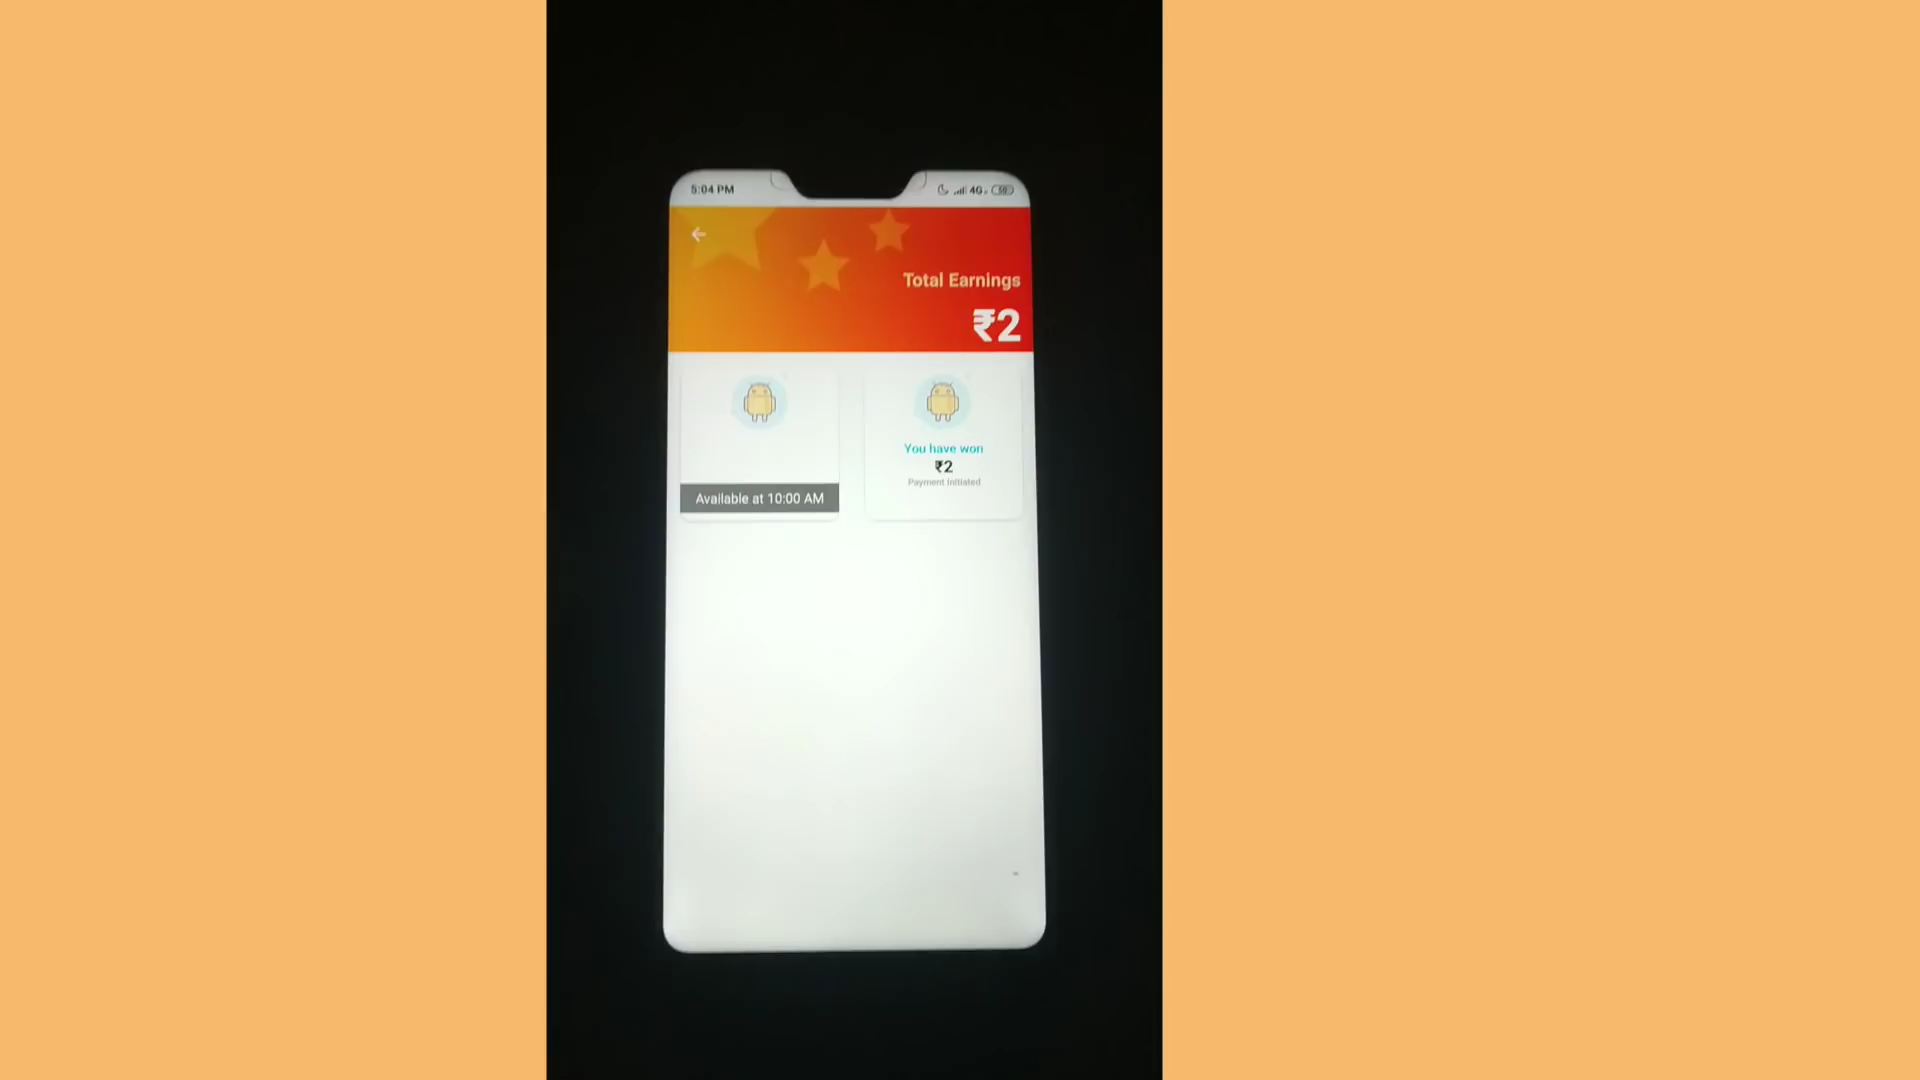 5:04 PM
4G
Total Earnings
₹2
You have won
₹2
Payment Initiated
Available at 10:00 AM